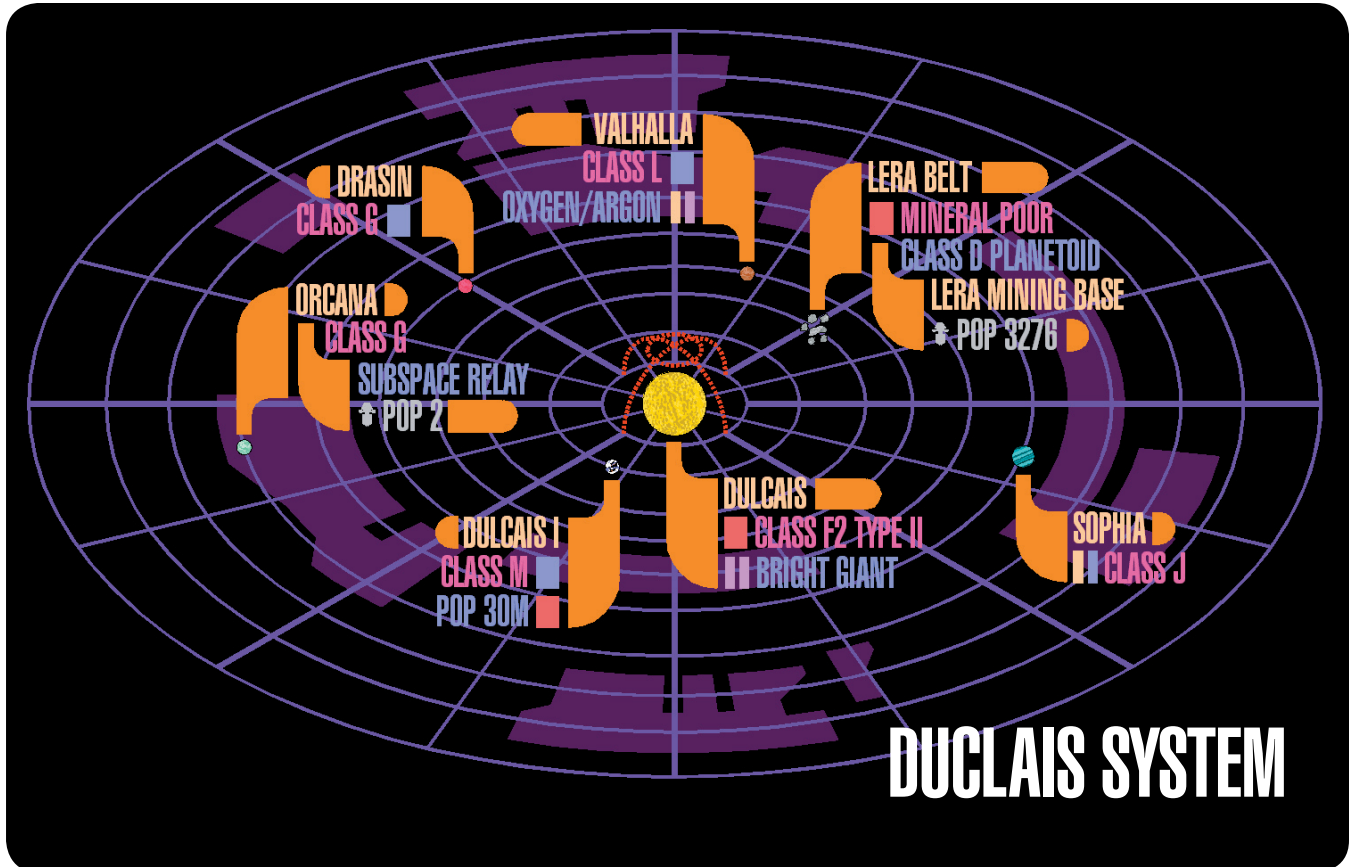 VALHALLA
CLASS L
OXYGEN/ARGON
DRASIN
CLASS G
LERA BELT
MINERAL POOR
CLASS D PLANETOID
LERA MINING BASE
POP 3276
ORCANA
CLASS G
SUBSPACE RELAY
POP 2
DULCAIS I
CLASS M
POP 30M
DULCAIS
CLASS F2 TYPE II
BRIGHT GIANT
SOPHIA
CLASS J
DUCLAIS SYSTEM